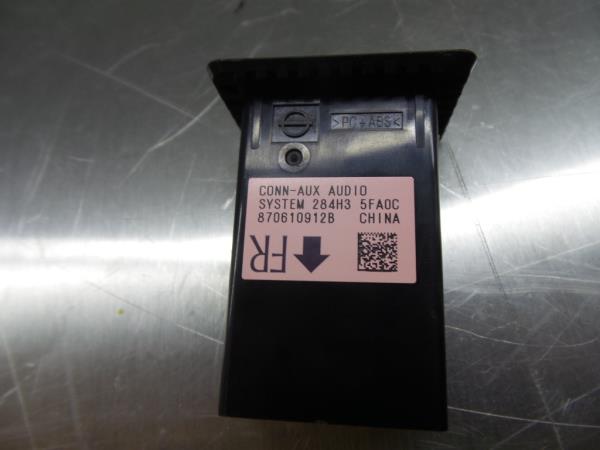 >PC+ABS<
CONN-AUX AUDIO
SYSTEM 284H3 5FA0C
870610912B CHINA
FR